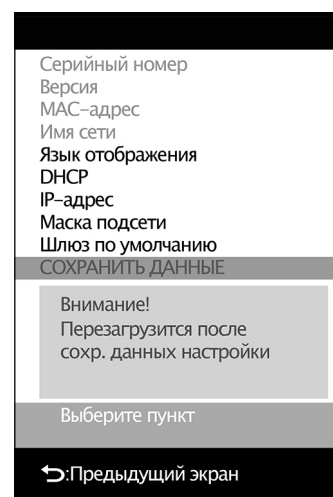 Серийный номер
Версия
MAC-адрес
Имя сети
Язык отображения
DHCP
IP-адрес
Маска подсети
Шлюз по умолчанию
СОХРАНИТЬ ДАННЫЕ
Внимание!
Перезагрузится после
сохр. данных настройки
Выберите пункт
:Предыдущий экран